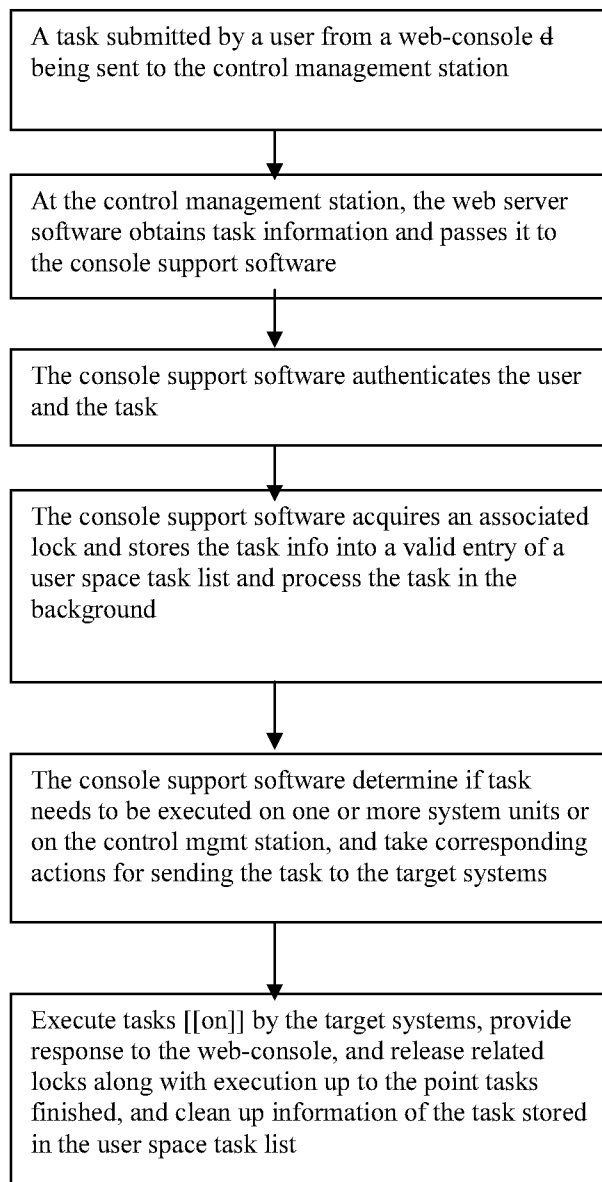 A task submitted by a user from a web-console d
being sent to the control management station
At the control management station, the web server
software obtains task information and passes it to
the console support software
The console support software authenticates the user
and the task
The console support software acquires an associated
lock and stores the task info into a valid entry of a
user space task list and process the task in the
background
The console support software determine if task
needs to be executed on one or more system units or
on the control mgmt station, and take corresponding
actions for sending the task to the target systems
Execute tasks [[on]] by the target systems, provide
response to the web-console, and release related
locks along with execution up to the point tasks
finished, and clean up information of the task stored
in the user space task list